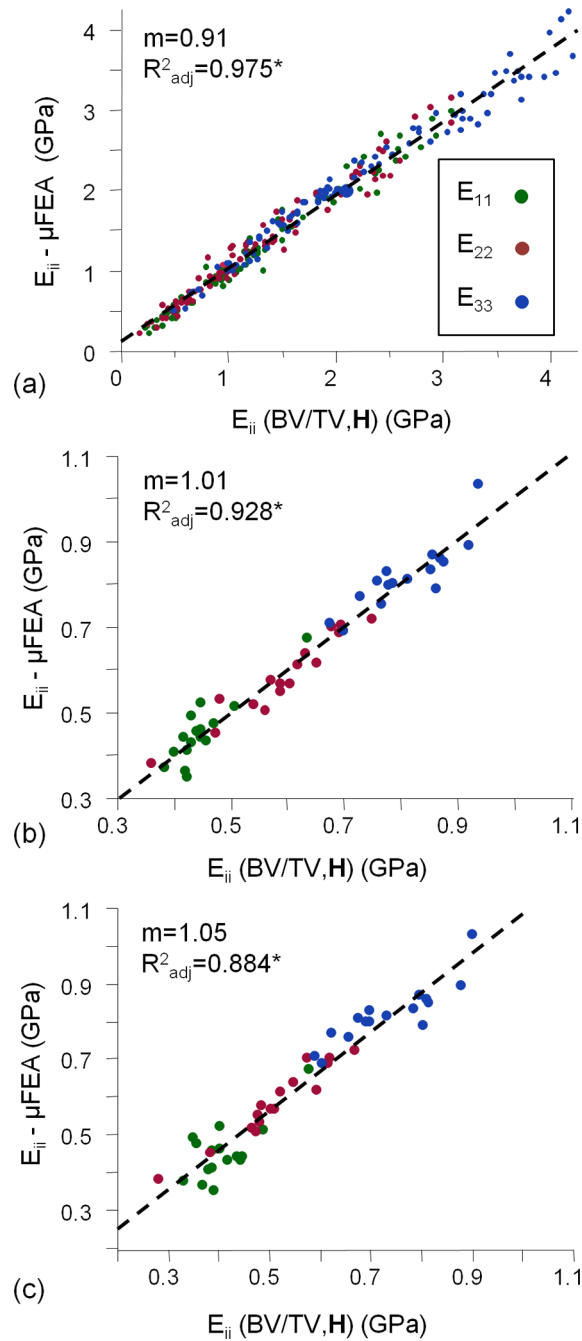 m=0.91
R²adj=0.975*
4
3
2
1
0
E11
E22
E33
0
1
2
3
4
Eii - µFEA (GPa)
Eii (BV/TV,H) (GPa)
(a)
m=1.01
R²adj=0.928*
1.1
0.9
0.7
0.5
0.3
0.3
0.5
0.7
0.9
1.1
Eii - µFEA (GPa)
Eii (BV/TV,H) (GPa)
(b)
m=1.05
R²adj=0.884*
1.1
0.9
0.7
0.5
0.3
0.3
0.5
0.7
0.9
1.1
Eii - µFEA (GPa)
Eii (BV/TV,H) (GPa)
(c)